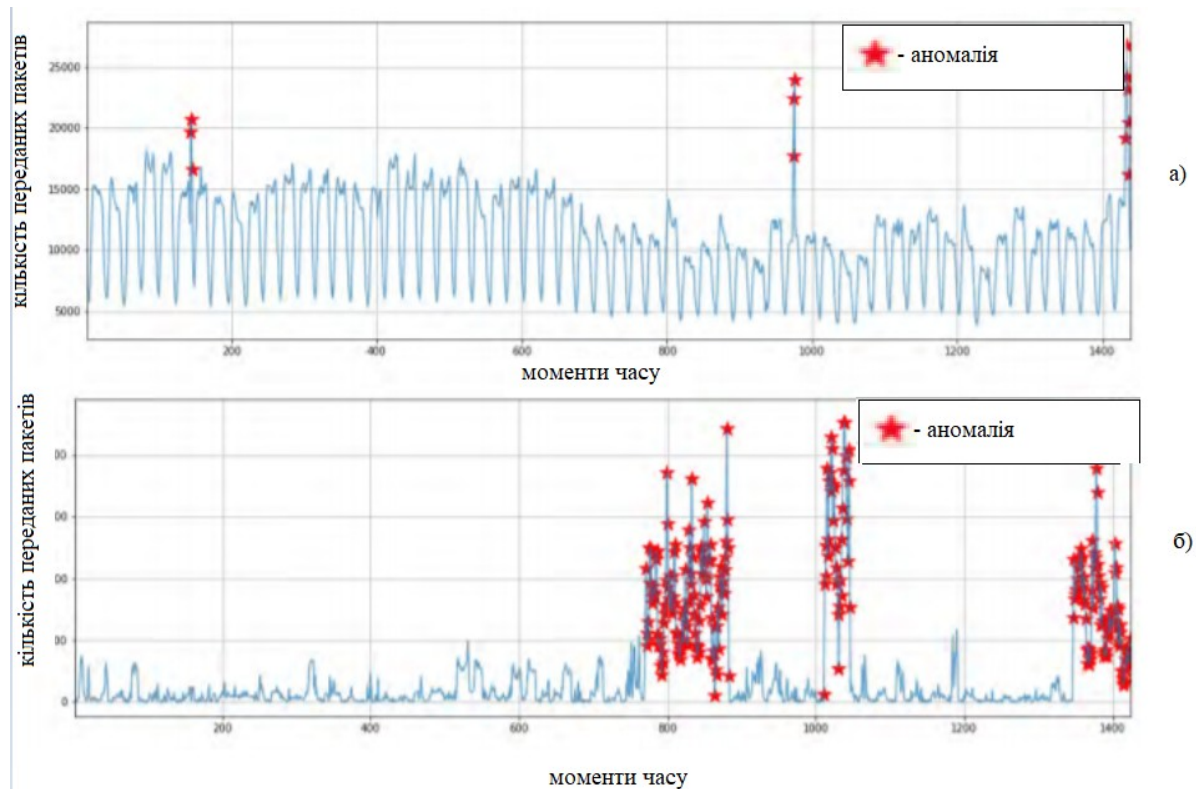 кількість переданих пакетів
25000
20000
15000
10000
5000
- аномалія
а)
200 400 600 800 1000 1200 1400
моменти часу
кількість переданих пакетів
00
00
00
00
0
- аномалія
б)
200 400 600 800 1000 1200 1400
моменти часу